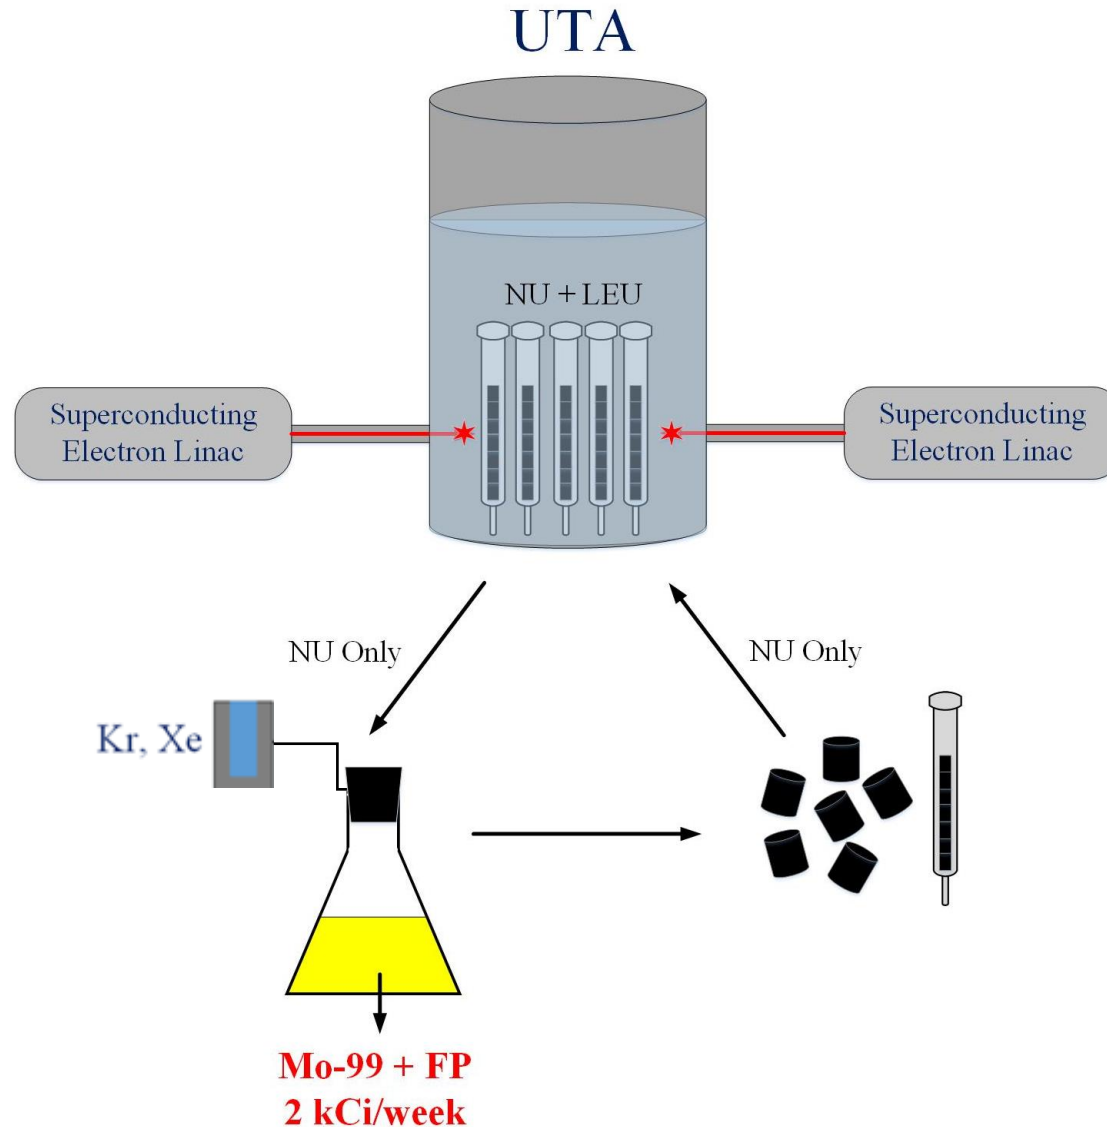 UTA
NU + LEU
Superconducting
Electron Linac
Superconducting
Electron Linac
NU Only
NU Only
Kr, Xe
Mo-99 + FP
2 kCi/week